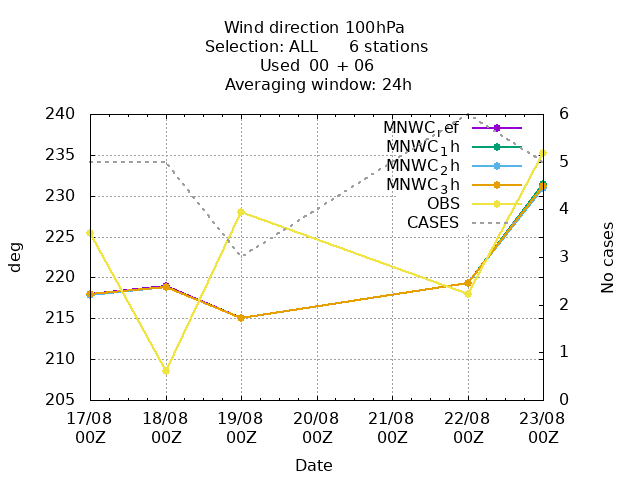 Wind direction 100hPa
Selection: ALL 6 stations
Used 00 + 06
Averaging window: 24h
240
235
230
225
220
215
210
205
6
5
4
3
2
1
0
deg
No cases
MNWC_ref
MNWC_1h
MNWC_2h
MNWC_3h
OBS
CASES
17/08 18/08 19/08 20/08 21/08 22/08 23/08
00Z 00Z 00Z 00Z 00Z 00Z 00Z
Date